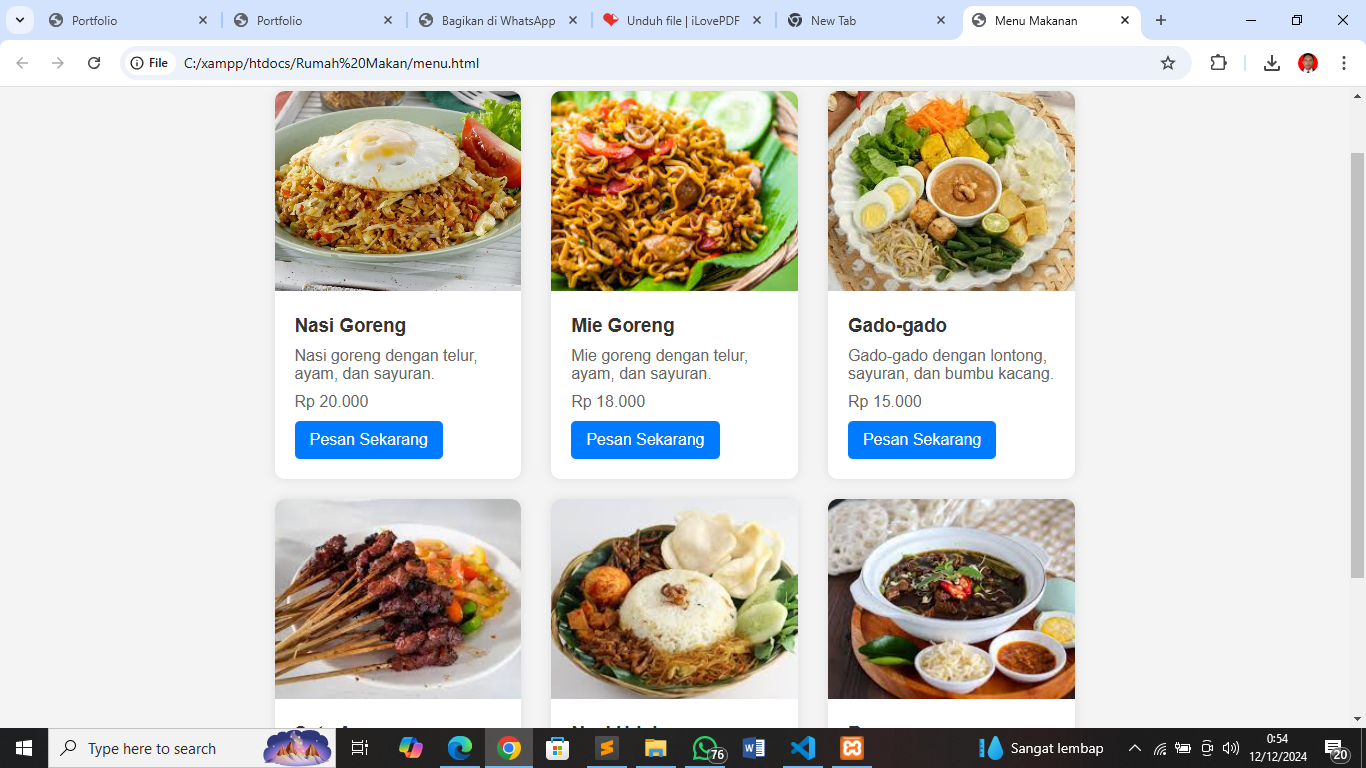 Portfolio
Portfolio
Bagikan di WhatsApp
Unduh file | iLovePDF
New Tab
Menu Makanan
File
C:/xampp/htdocs/Rumah%20Makan/menu.html
Nasi Goreng
Nasi goreng dengan telur,
ayam, dan sayuran.
Rp 20.000
Pesan Sekarang
Mie Goreng
Mie goreng dengan telur,
ayam, dan sayuran.
Rp 18.000
Pesan Sekarang
Gado-gado
Gado-gado dengan lontong,
sayuran, dan bumbu kacang.
Rp 15.000
Pesan Sekarang
Type here to search
76
Sangat lembap
0:54
12/12/2024
20